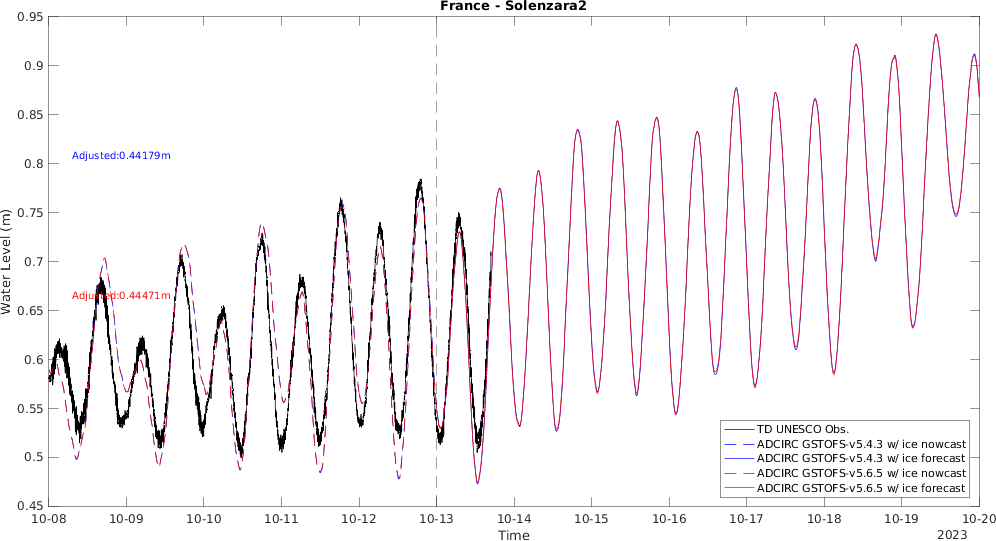 France - Solenzara2
0.95
0.9
0.85
0.8
0.75
0.7
0.65
0.6
0.55
0.5
0.45
Water Level (m)
Adjusted:0.44179m
Adjusted:0.44471m
TD UNESCO Obs.
ADCIRC GSTOFS-v5.4.3 w/ ice nowcast
ADCIRC GSTOFS-v5.4.3 w/ ice forecast
ADCIRC GSTOFS-v5.6.5 w/ ice nowcast
ADCIRC GSTOFS-v5.6.5 w/ ice forecast
10-08 10-09 10-10 10-11 10-12 10-13 10-14 10-15 10-16 10-17 10-18 10-19 10-20
Time
2023